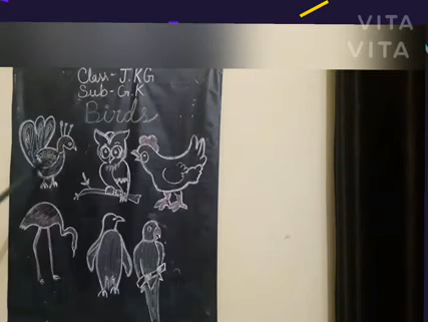 VITA
VITA
Class- J.KG
Sub- G.K
Birds